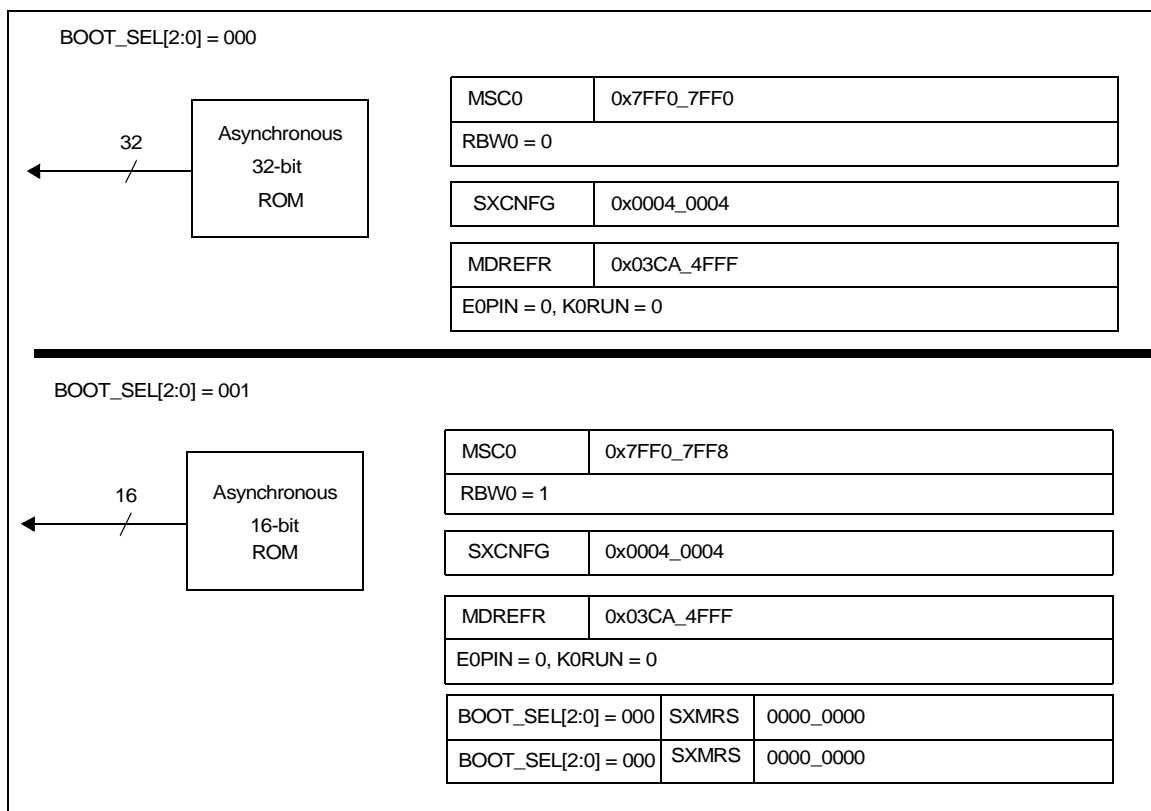 BOOT_SEL[2:0] = 000
32
Asynchronous
32-bit
ROM
MSC0 0x7FF0_7FF0
RBW0 = 0
SXCNFG 0x0004_0004
MDREFR 0x03CA_4FFF
E0PIN = 0, K0RUN = 0
BOOT_SEL[2:0] = 001
16
Asynchronous
16-bit
ROM
MSC0 0x7FF0_7FF8
RBW0 = 1
SXCNFG 0x0004_0004
MDREFR 0x03CA_4FFF
E0PIN = 0, K0RUN = 0
BOOT_SEL[2:0] = 000 SXMRS 0000_0000
BOOT_SEL[2:0] = 000 SXMRS 0000_0000